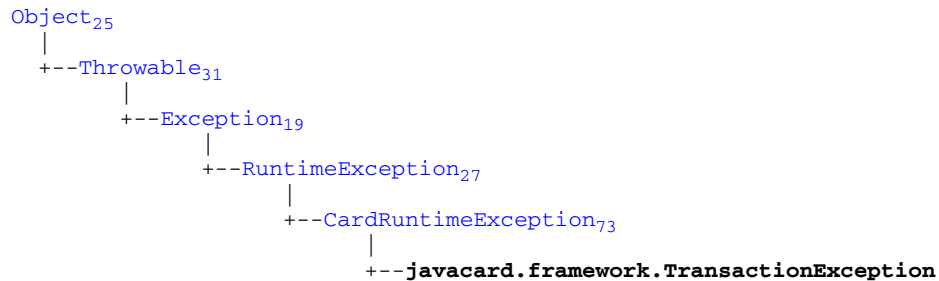 Object25
|
+--Throwable31
|
+--Exception19
|
+--RuntimeException27
|
+--CardRuntimeException73
|
+--javacard.framework.TransactionException